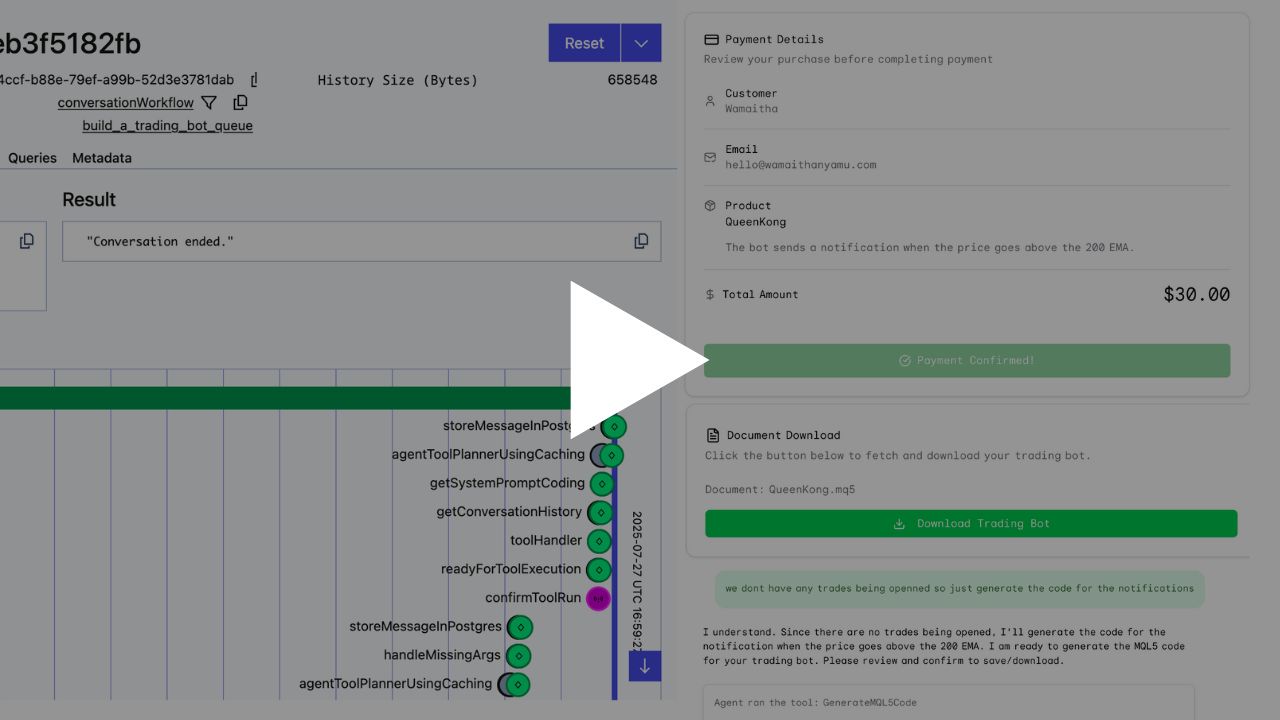 eb3f5182fb
Reset
4ccf-b88e-79ef-a99b-52d3e3781dab
History Size (Bytes)
658548
conversationWorkflow
build_a_trading_bot_queue
Queries Metadata
Result
"Conversation ended."
storeMessageInPostgres
agentToolPlannerUsingCaching
getSystemPromptCoding
getConversationHistory
toolHandler
readyForToolExecution
confirmToolRun
storeMessageInPostgres
handleMissingArgs
agentToolPlannerUsingCaching
2025-07-27 UTC 16:59:2
Payment Details
Review your purchase before completing payment
Customer
Wamaitha
Email
hello@wamaithanyamu.com
Product
QueenKong
The bot sends a notification when the price goes above the 200 EMA.
$ Total Amount
$30.00
Payment Confirmed!
Document Download
Click the button below to fetch and download your trading bot.
Document: QueenKong.mq5
Download Trading Bot
we dont have any trades being openned so just generate the code for the notifications
I understand. Since there are no trades being opened, I'll generate the code for the
notification when the price goes above the 200 EMA. I am ready to generate the MQL5 code
for your trading bot. Please review and confirm to save/download.
Agent ran the tool: GenerateMQL5Code